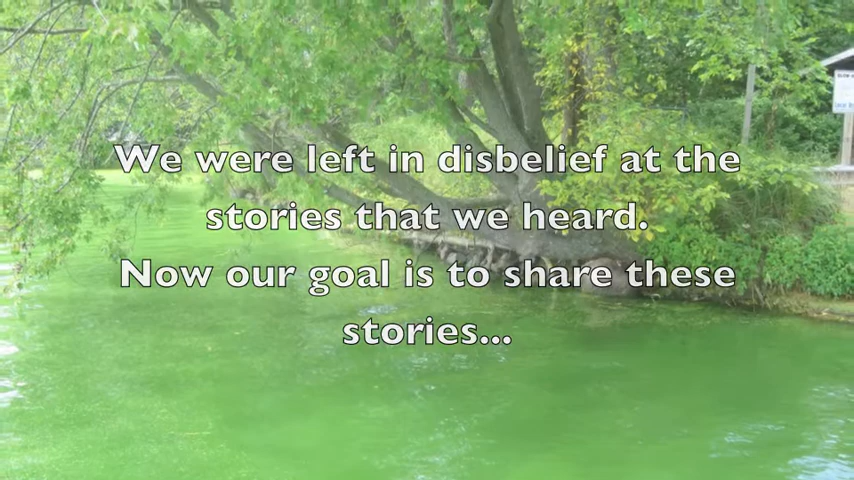 We were left in disbelief at the
stories that we heard.
Now our goal is to share these
stories...